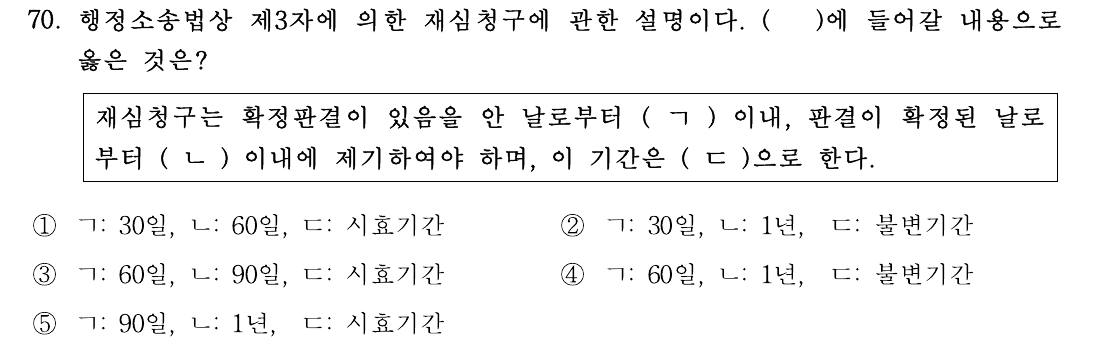 70. 행정소송법상 제3자에 의한 재심청구에 관한 설명이다. (    )에 들어갈 내용으로
옳은 것은?
재심청구는 확정판결이 있음을 안 날로부터 ( ㄱ ) 이내, 판결이 확정된 날로
부터 ( ㄴ ) 이내에 제기하여야 하며, 이 기간은 ( ㄷ )으로 한다.
① ㄱ: 30일, ㄴ: 60일, ㄷ: 시효기간 ② ㄱ: 30일, ㄴ: 1년, ㄷ: 불변기간
③ ㄱ: 60일, ㄴ: 90일, ㄷ: 시효기간 ④ ㄱ: 60일, ㄴ: 1년, ㄷ: 불변기간
⑤ ㄱ: 90일, ㄴ: 1년, ㄷ: 시효기간